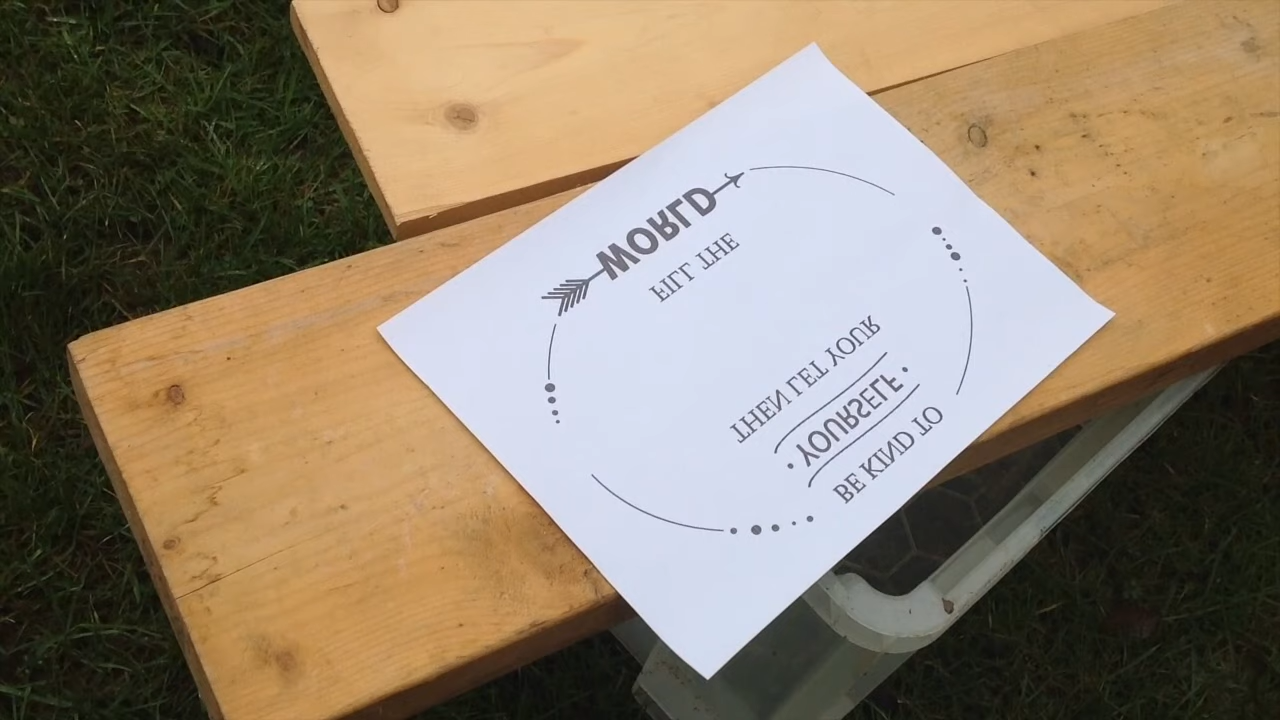 BE KIND TO
• YOURSELF •
THEN LET YOUR
FILL THE
WORLD